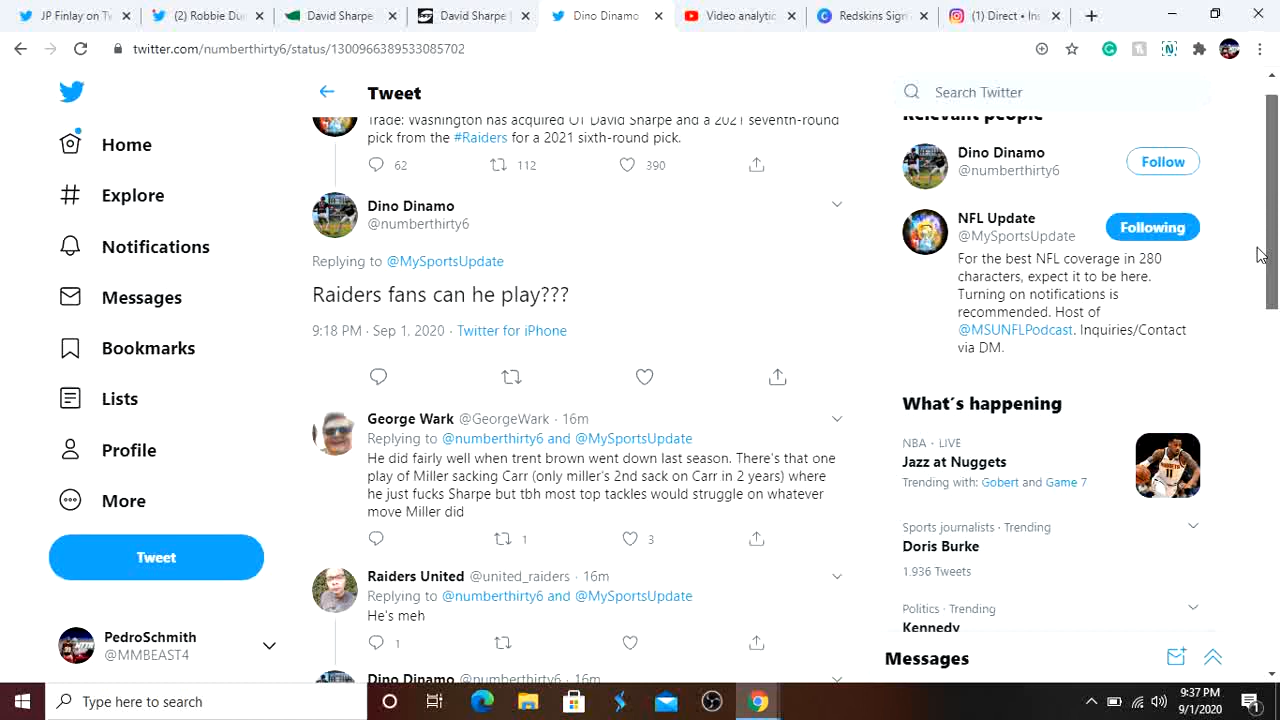 JP Finlay on Tw
(2) Robbie Dun
David Sharpe
David Sharpe
Dino Dinamo
Video analytic
Redskins Sign
(1) Direct • Ins
twitter.com/numberthirty6/status/1300966389533085702
Tweet
Search Twitter
Home
Explore
Notifications
Messages
Bookmarks
Lists
Profile
More
Tweet
PedroSchmith
@MMBEAST4
Trade: Washington has acquired OT David Sharpe and a 2021 seventh-round
pick from the #Raiders for a 2021 sixth-round pick.
62 112 390
Dino Dinamo
@numberthirty6
Replying to @MySportsUpdate
Raiders fans can he play???
9:18 PM · Sep 1, 2020 · Twitter for iPhone
George Wark @GeorgeWark · 16m
Replying to @numberthirty6 and @MySportsUpdate
He did fairly well when trent brown went down last season. There's that one
play of Miller sacking Carr (only miller's 2nd sack on Carr in 2 years) where
he just fucks Sharpe but tbh most top tackles would struggle on whatever
move Miller did
1 3
Raiders United @united_raiders · 16m
Replying to @numberthirty6 and @MySportsUpdate
He's meh
1
Dino Dinamo @numberthirty6 · 16m
Relevant people
Dino Dinamo
@numberthirty6
Follow
NFL Update
@MySportsUpdate
Following
For the best NFL coverage in 280
characters, expect it to be here.
Turning on notifications is
recommended. Host of
@MSUNFLPodcast. Inquiries/Contact
via DM.
What's happening
NBA · LIVE
Jazz at Nuggets
Trending with: Gobert and Game 7
Sports journalists · Trending
Doris Burke
1.936 Tweets
Politics · Trending
Kennedy
Messages
Type here to search
9:37 PM
9/1/2020
1